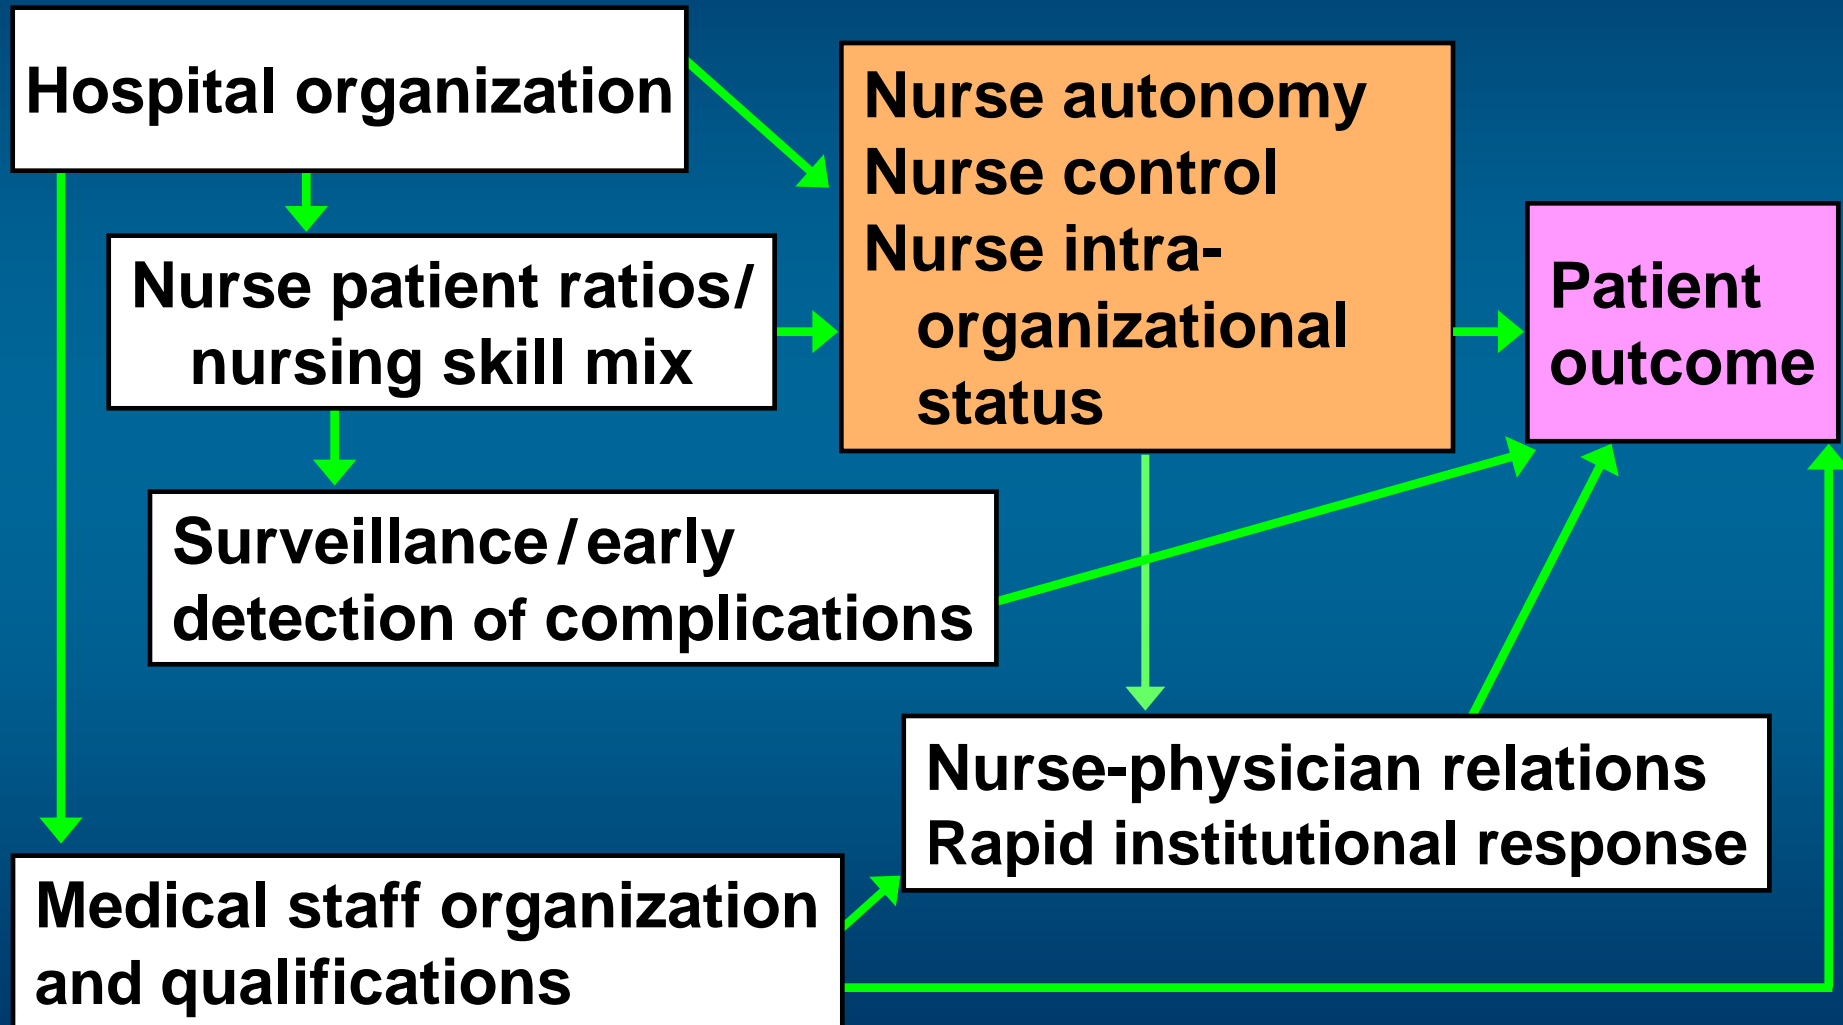 Hospital organization
Nurse autonomy
Nurse control
Nurse intra-
organizational
status
Nurse patient ratios/
nursing skill mix
Patient
outcome
Surveillance/early
detection of complications
Nurse-physician relations
Rapid institutional response
Medical staff organization
and qualifications